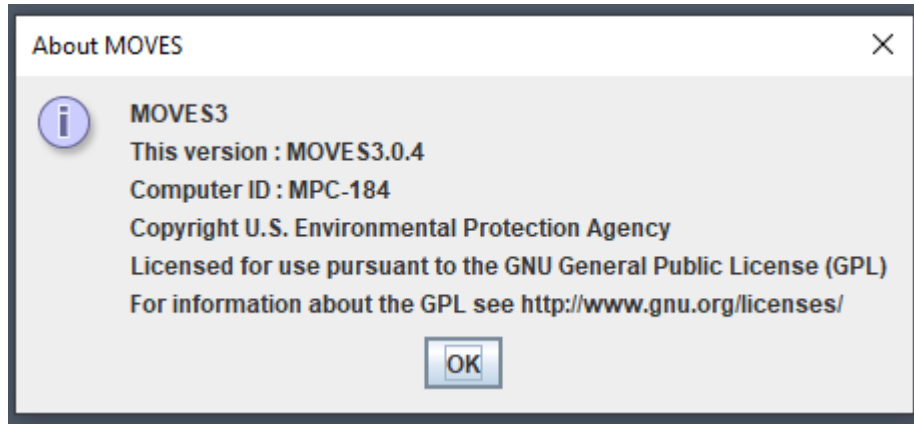 About MOVES
MOVES3
This version : MOVES3.0.4
Computer ID : MPC-184
Copyright U.S. Environmental Protection Agency
Licensed for use pursuant to the GNU General Public License (GPL)
For information about the GPL see http://www.gnu.org/licenses/
OK